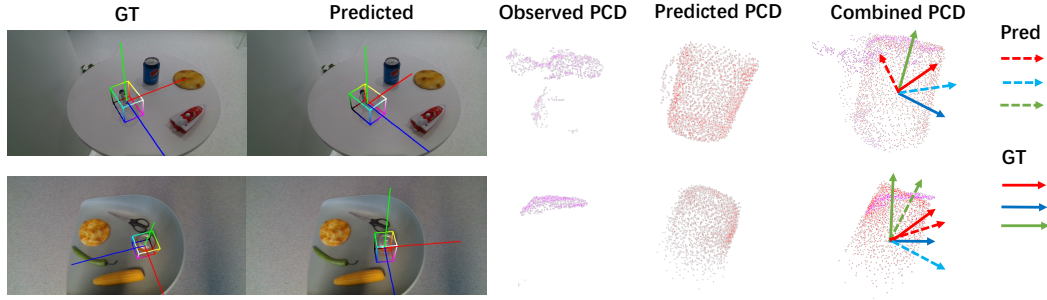 GT
Predicted
Observed PCD
Predicted PCD
Combined PCD
Pred
GT